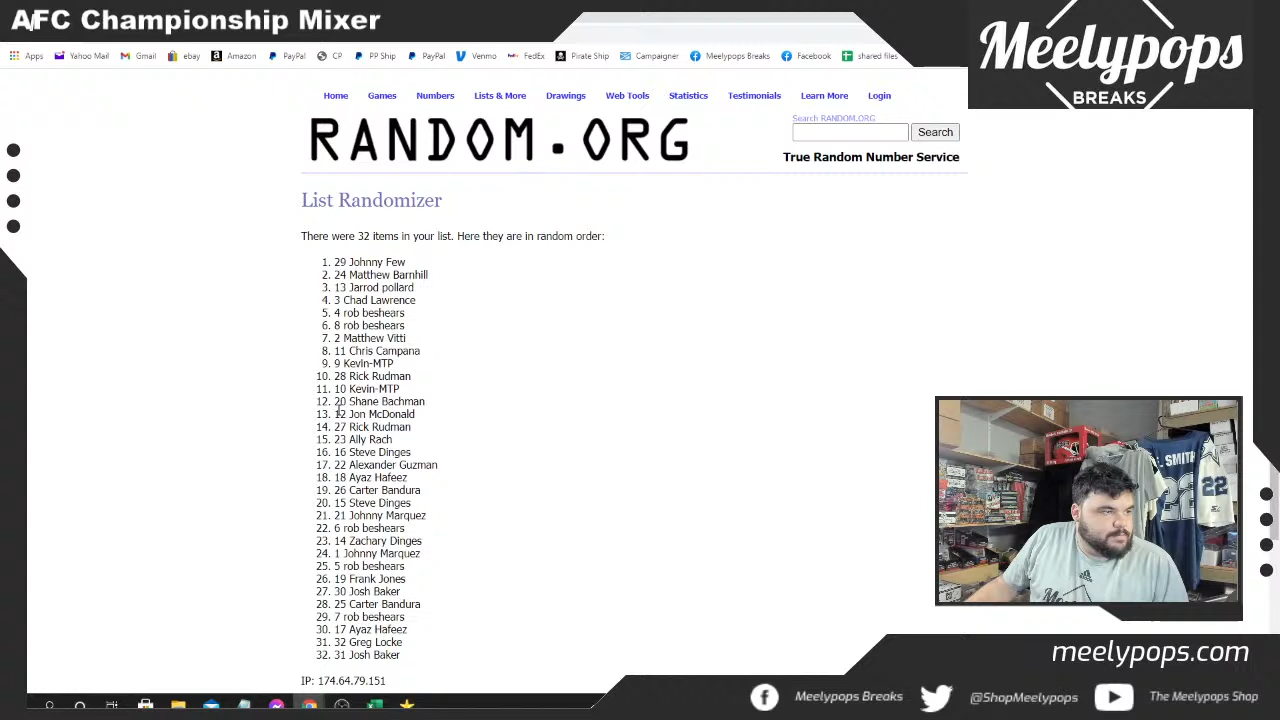 AFC Championship Mixer
Meelypops
BREAKS
Apps Yahoo Mail Gmail ebay Amazon PayPal CP PP Ship PayPal Venmo FedEx Pirate Ship Campaigner Meelypops Breaks Facebook shared files
Home Games Numbers Lists & More Drawings Web Tools Statistics Testimonials Learn More Login
Search RANDOM.ORG
Search
RANDOM.ORG
True Random Number Service
List Randomizer
There were 32 items in your list. Here they are in random order:
1. 29 Johnny Few
2. 24 Matthew Barnhill
3. 13 Jarrod pollard
4. 3 Chad Lawrence
5. 4 rob beshears
6. 8 rob beshears
7. 2 Matthew Vitti
8. 11 Chris Campana
9. 9 Kevin-MTP
10. 28 Rick Rudman
11. 10 Kevin-MTP
12. 20 Shane Bachman
13. 12 Jon McDonald
14. 27 Rick Rudman
15. 23 Ally Rach
16. 16 Steve Dinges
17. 22 Alexander Guzman
18. 18 Ayaz Hafeez
19. 26 Carter Bandura
20. 15 Steve Dinges
21. 21 Johnny Marquez
22. 6 rob beshears
23. 14 Zachary Dinges
24. 1 Johnny Marquez
25. 5 rob beshears
26. 19 Frank Jones
27. 30 Josh Baker
28. 25 Carter Bandura
29. 7 rob beshears
30. 17 Ayaz Hafeez
31. 32 Greg Locke
32. 31 Josh Baker
IP: 174.64.79.151
SMITH
22
22
meelypops.com
Meelypops Breaks @ShopMeelypops The Meelypops Shop